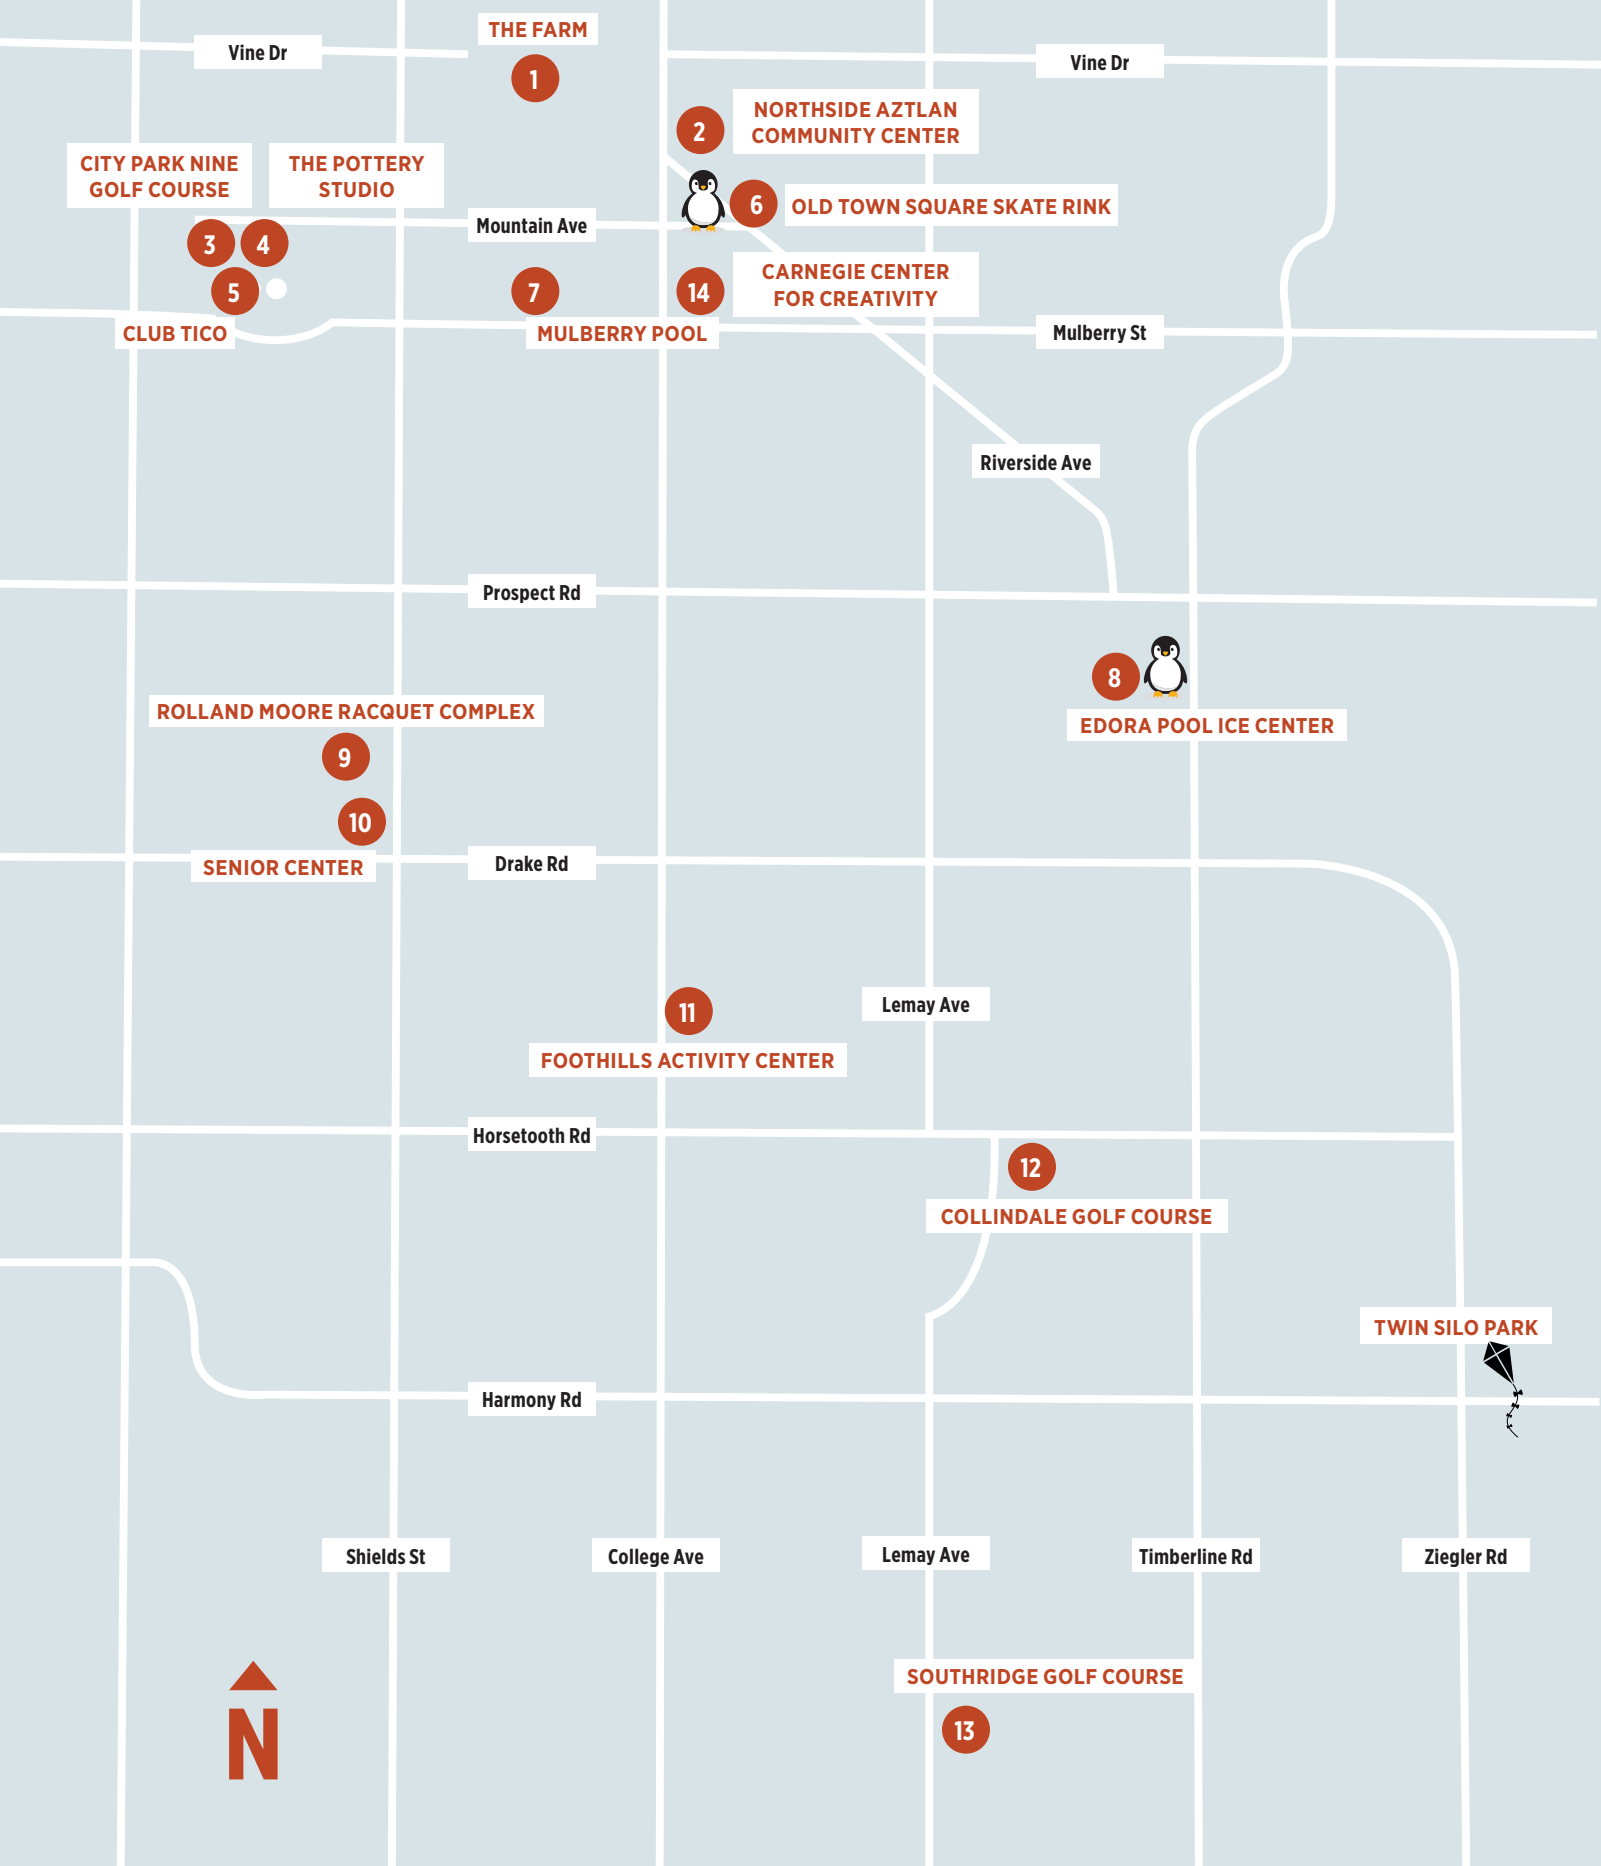 THE FARM
Vine Dr
Vine Dr
1
NORTHSIDE AZTLAN
COMMUNITY CENTER
2
CITY PARK NINE
GOLF COURSE
THE POTTERY
STUDIO
6
OLD TOWN SQUARE SKATE RINK
Mountain Ave
3
4
CARNEGIE CENTER
FOR CREATIVITY
5
7
14
CLUB TICO
MULBERRY POOL
Mulberry St
Riverside Ave
Prospect Rd
8
ROLLAND MOORE RACQUET COMPLEX
EDORA POOL ICE CENTER
9
10
SENIOR CENTER
Drake Rd
11
Lemay Ave
FOOTHILLS ACTIVITY CENTER
Horsetooth Rd
12
COLLINDALE GOLF COURSE
TWIN SILO PARK
Harmony Rd
Shields St
College Ave
Lemay Ave
Timberline Rd
Ziegler Rd
SOUTHRIDGE GOLF COURSE
13
N